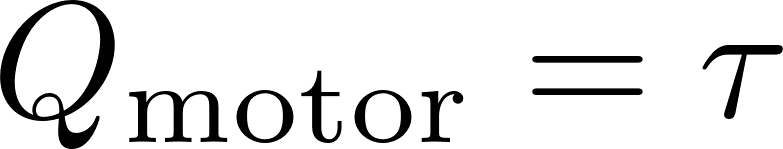 Q_motor = τ